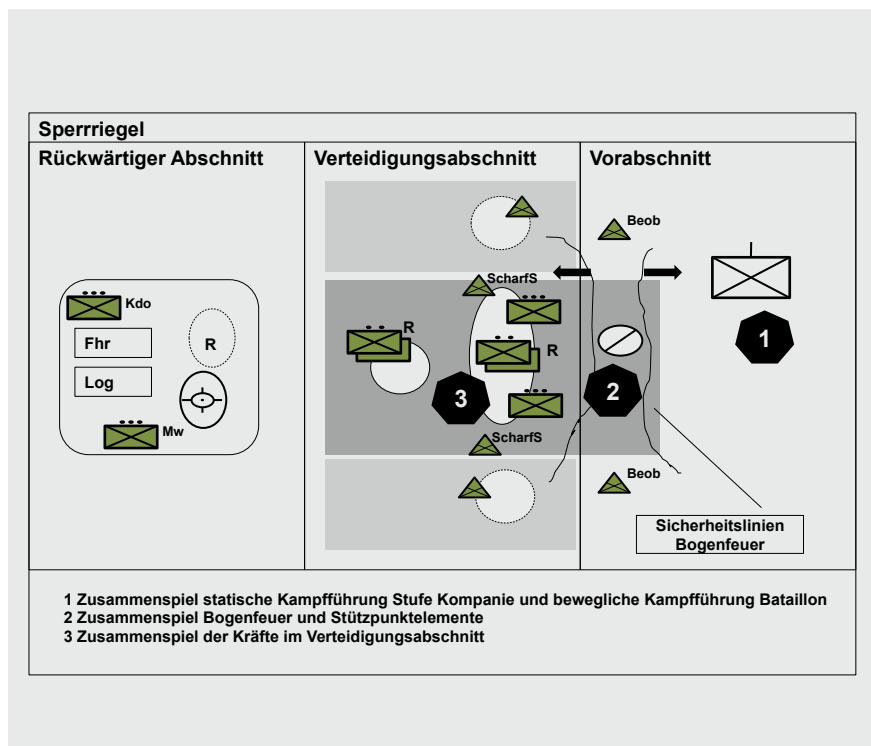 Sperrriegel
Rückwärtiger Abschnitt
Verteidigungsabschnitt
Vorabschnitt
Kdo
Fhr
Log
R
Mw
ScharfS
R
R
3
ScharfS
Beob
2
Beob
1
Sicherheitslinien
Bogenfeuer
1 Zusammenspiel statische Kampfführung Stufe Kompanie und bewegliche Kampfführung Bataillon
2 Zusammenspiel Bogenfeuer und Stützpunktelemente
3 Zusammenspiel der Kräfte im Verteidigungsabschnitt